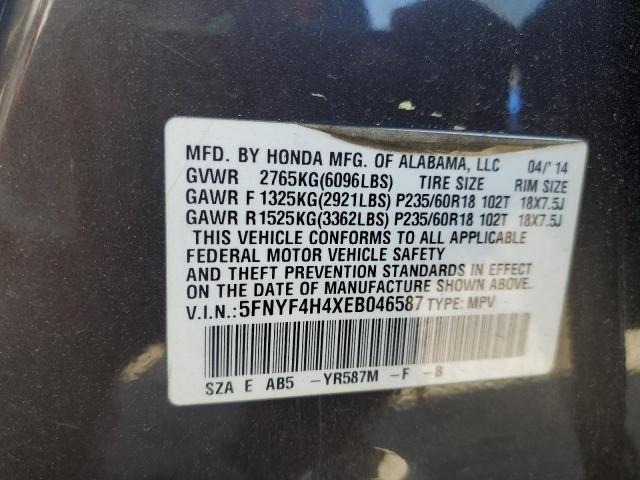 MFD. BY HONDA MFG. OF ALABAMA, LLC 04/'14
GVWR 2765KG(6096LBS) TIRE SIZE RIM SIZE
GAWR F 1325KG(2921LBS) P235/60R18 102T 18X7.5J
GAWR R1525KG(3362LBS) P235/60R18 102T 18X7.5J
THIS VEHICLE CONFORMS TO ALL APPLICABLE
FEDERAL MOTOR VEHICLE SAFETY
AND THEFT PREVENTION STANDARDS IN EFFECT
ON THE DATE OF MANUFACTURE SHOWN ABOVE.
V.I.N.:5FNYF4H4XEB046587 TYPE: MPV
SZA E AB5 -YR587M -F -B